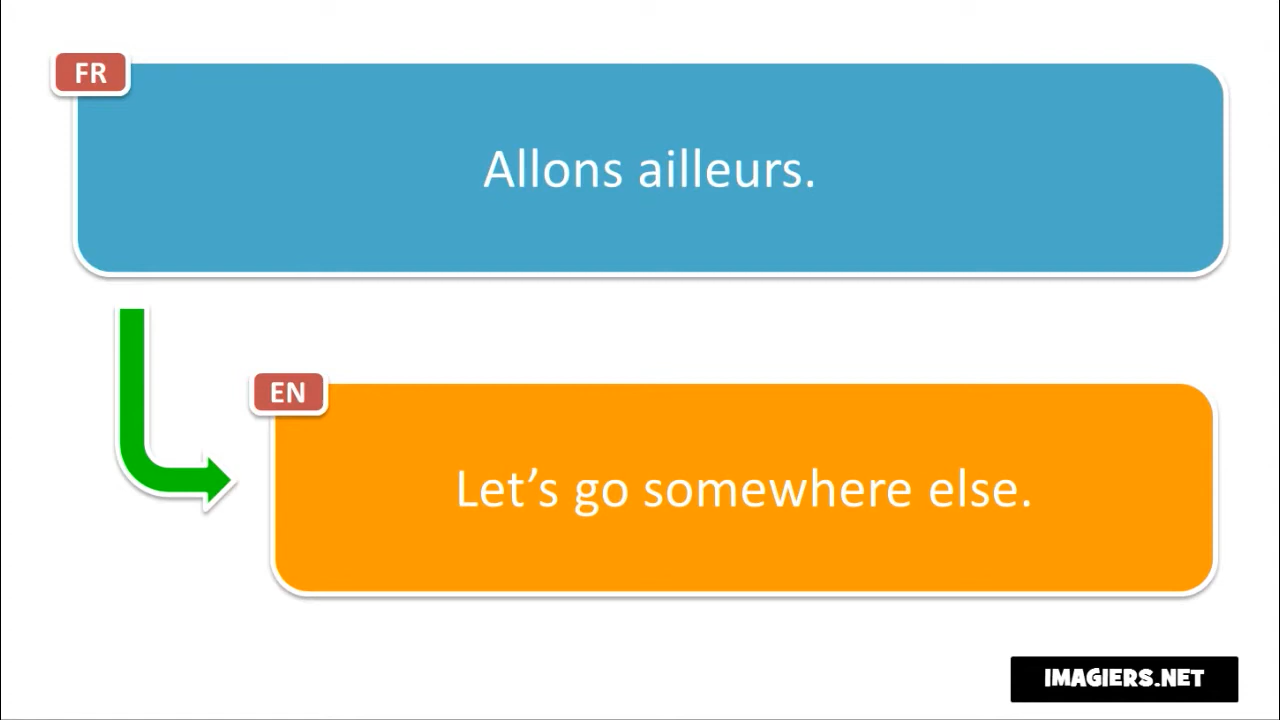 FR
Allons ailleurs.
EN
Let’s go somewhere else.
IMAGIERS.NET